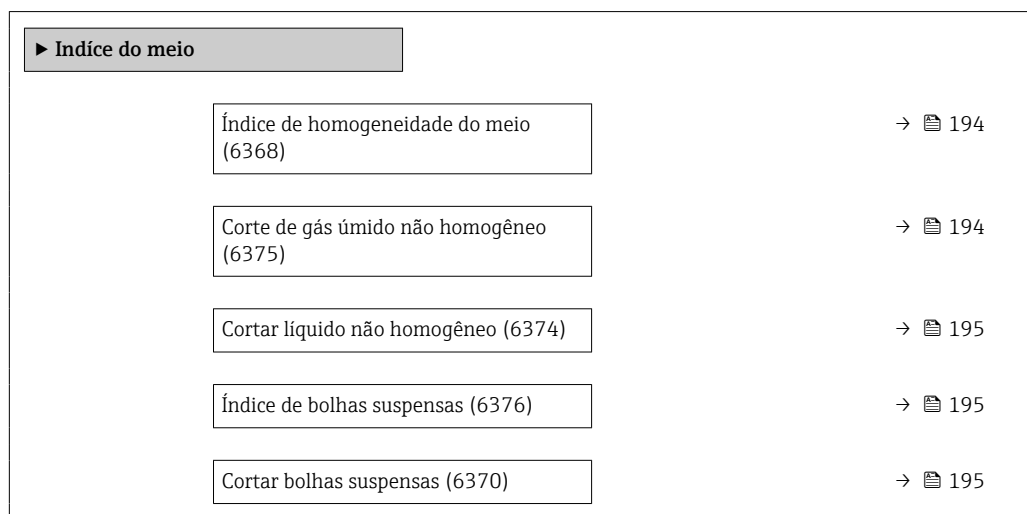 ▶ Indíce do meio
Índice de homogeneidade do meio
(6368)
→ 194
Corte de gás úmido não homogêneo
(6375)
→ 194
Cortar líquido não homogêneo (6374)
→ 195
Índice de bolhas suspensas (6376)
→ 195
Cortar bolhas suspensas (6370)
→ 195